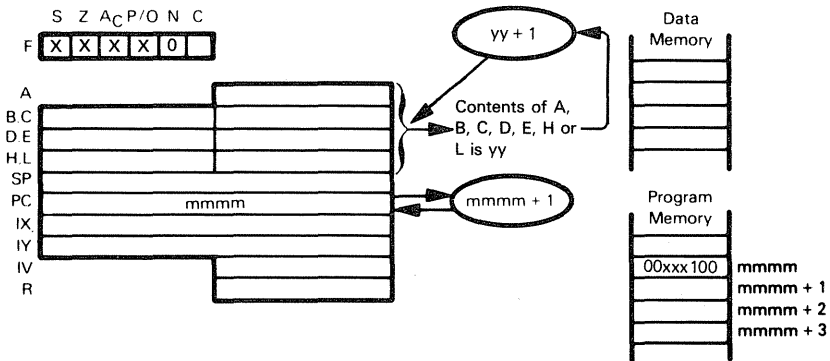 S Z AC P/O N C
F X X X X 0
A
B,C
D,E
H,L
SP
PC mmmm
IX
IY
IV
R
yy + 1
Contents of A,
B, C, D, E, H or
L is yy
mmmm + 1
Data
Memory
Program
Memory
00xxx100 mmmm
mmmm + 1
mmmm + 2
mmmm + 3